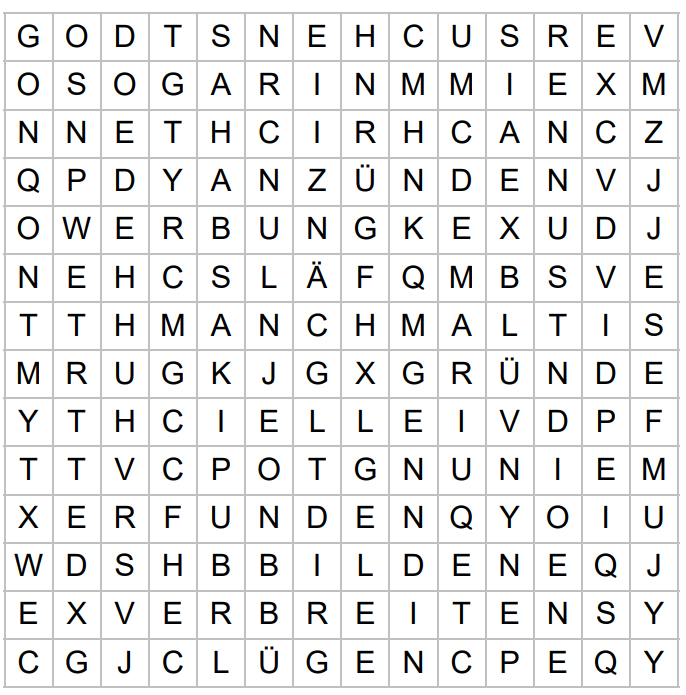 G O D T S N E H C U S R E V
O S O G A R I N M M I E X M
N N E T H C I R H C A N C Z
Q P D Y A N Z Ü N D E N V J
O W E R B U N G K E X U D J
N E H C S L Ä F Q M B S V E
T T H M A N C H M A L T I S
M R U G K J G X G R Ü N D E
Y T H C I E L L E I V D P F
T T V C P O T G N U N I E M
X E R F U N D E N Q Y O I U
W D S H B B I L D E N E Q J
E X V E R B R E I T E N S Y
C G J C L Ü G E N C P E Q Y